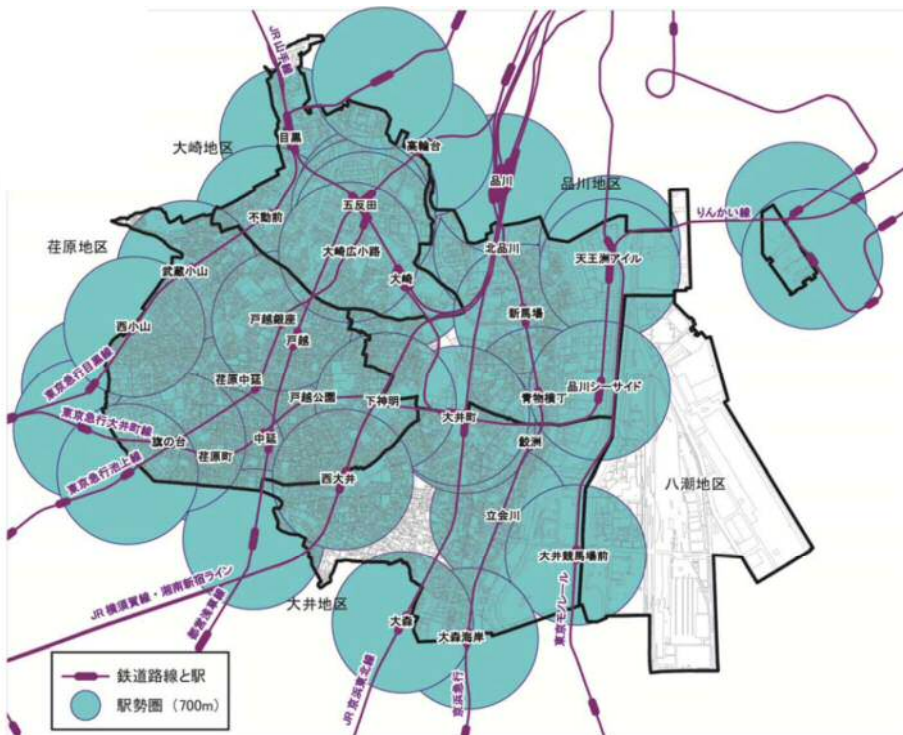 JR山手線
目黒
大崎地区
高輪台
品川
品川地区
りんかい線
五反田
不動前
荏原地区
大崎広小路
北品川
天王洲アイル
武蔵小山
大崎
戸越銀座
新馬場
西小山
戸越
荏原中延
品川シーサイド
東京急行目黒線
戸越公園
下神明
青物横丁
東京急行大井町線
大井町
旗の台
中延
鮫洲
荏原町
東京急行池上線
西大井
八潮地区
立会川
大井競馬場前
JR横須賀線・湘南新宿ライン
大井地区
都営浅草線
大森
大森海岸
東京モノレール
JR京浜東北線
京浜急行
鉄道路線と駅
駅勢圏（700m）